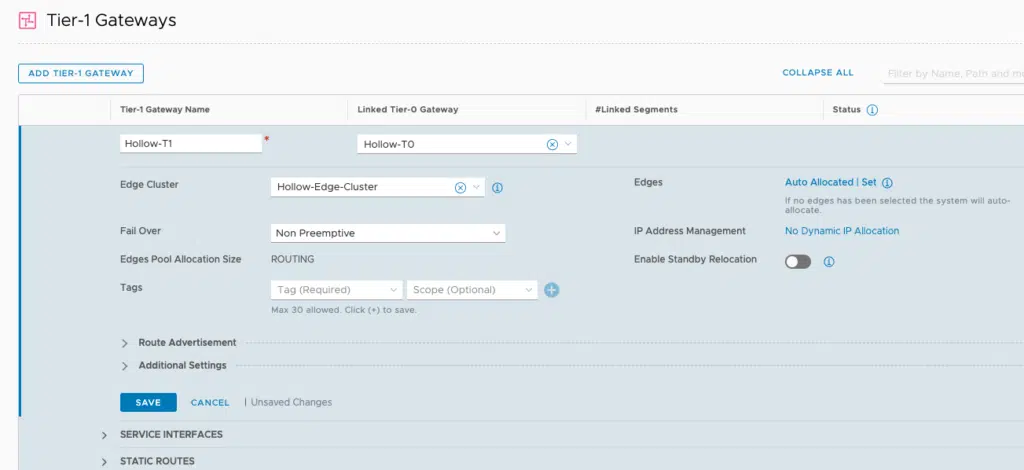 Tier-1 Gateways
ADD TIER-1 GATEWAY
COLLAPSE ALL
Filter by Name, Path and mo
Tier-1 Gateway Name
Linked Tier-0 Gateway
#Linked Segments
Status
Hollow-T1 *
Hollow-T0
Edge Cluster
Hollow-Edge-Cluster
Edges
Auto Allocated | Set
If no edges has been selected the system will auto-
allocate.
Fail Over
Non Preemptive
IP Address Management
No Dynamic IP Allocation
Edges Pool Allocation Size
ROUTING
Enable Standby Relocation
Tags
Tag (Required)
Scope (Optional)
Max 30 allowed. Click (+) to save.
Route Advertisement
Additional Settings
SAVE
CANCEL
| Unsaved Changes
SERVICE INTERFACES
STATIC ROUTES